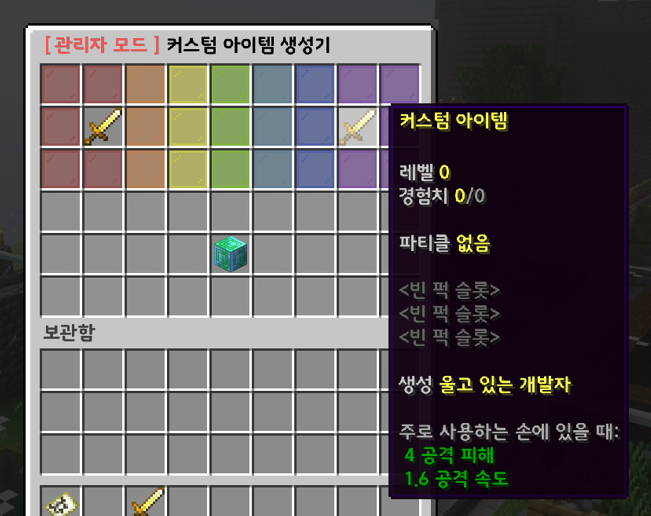 [ 관리자 모드 ] 커스텀 아이템 생성기
커스텀 아이템
레벨 0
경험치 0/0
파티클 없음
<빈 퍽 슬롯>
<빈 퍽 슬롯>
<빈 퍽 슬롯>
생성 울고 있는 개발자
주로 사용하는 손에 있을 때:
4 공격 피해
1.6 공격 속도
보관함